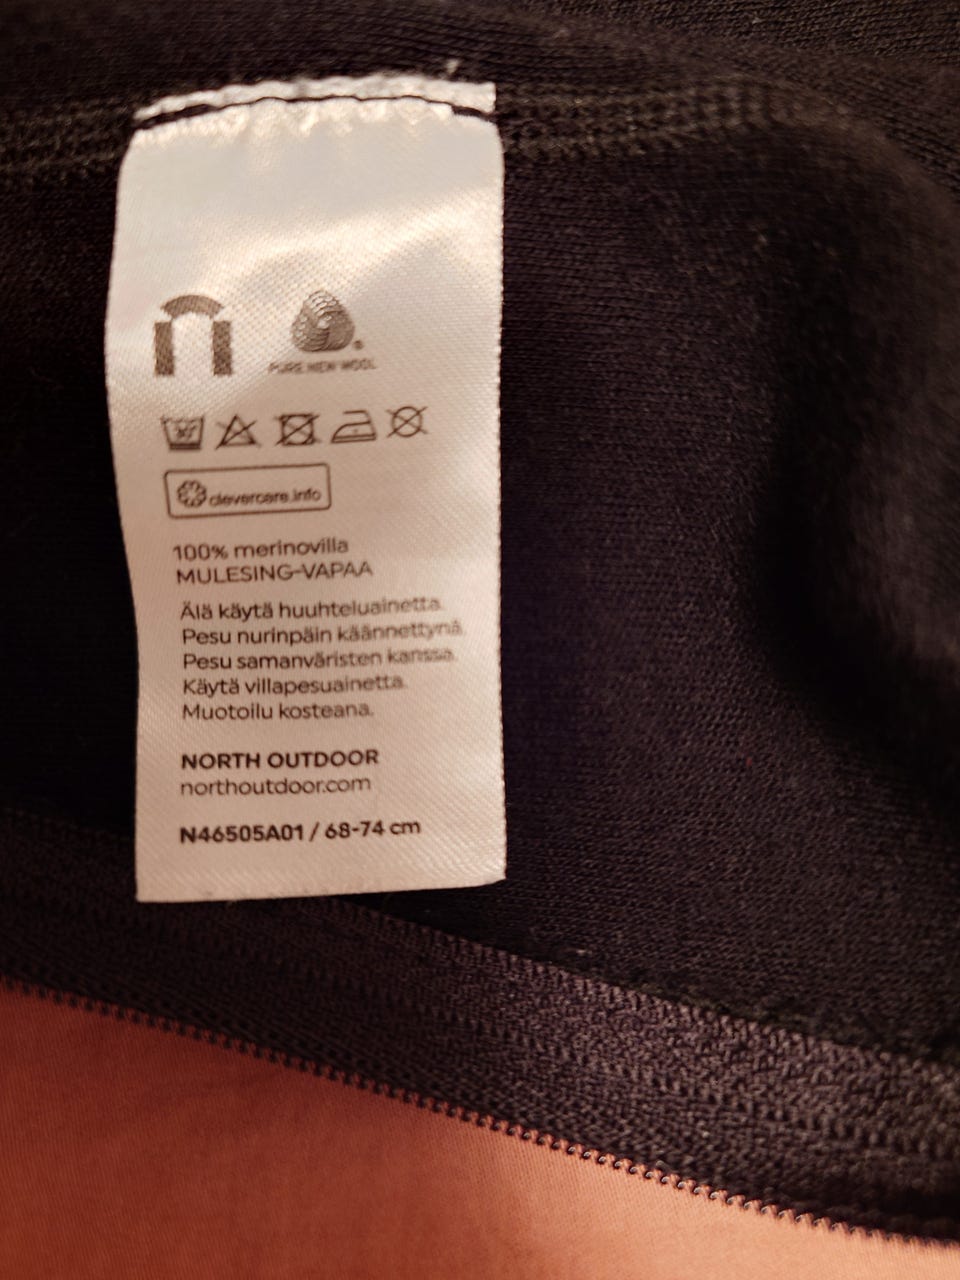 PURE NEW WOOL
30°
clevercare.info
100% merinovilla
MULESING-VAPAA
Älä käytä huuhteluainetta.
Pesu nurinpäin käännettynä.
Pesu samanväristen kanssa.
Käytä villapesuainetta.
Muotoilu kosteana.
NORTH OUTDOOR
northoutdoor.com
N46505A01 / 68-74 cm